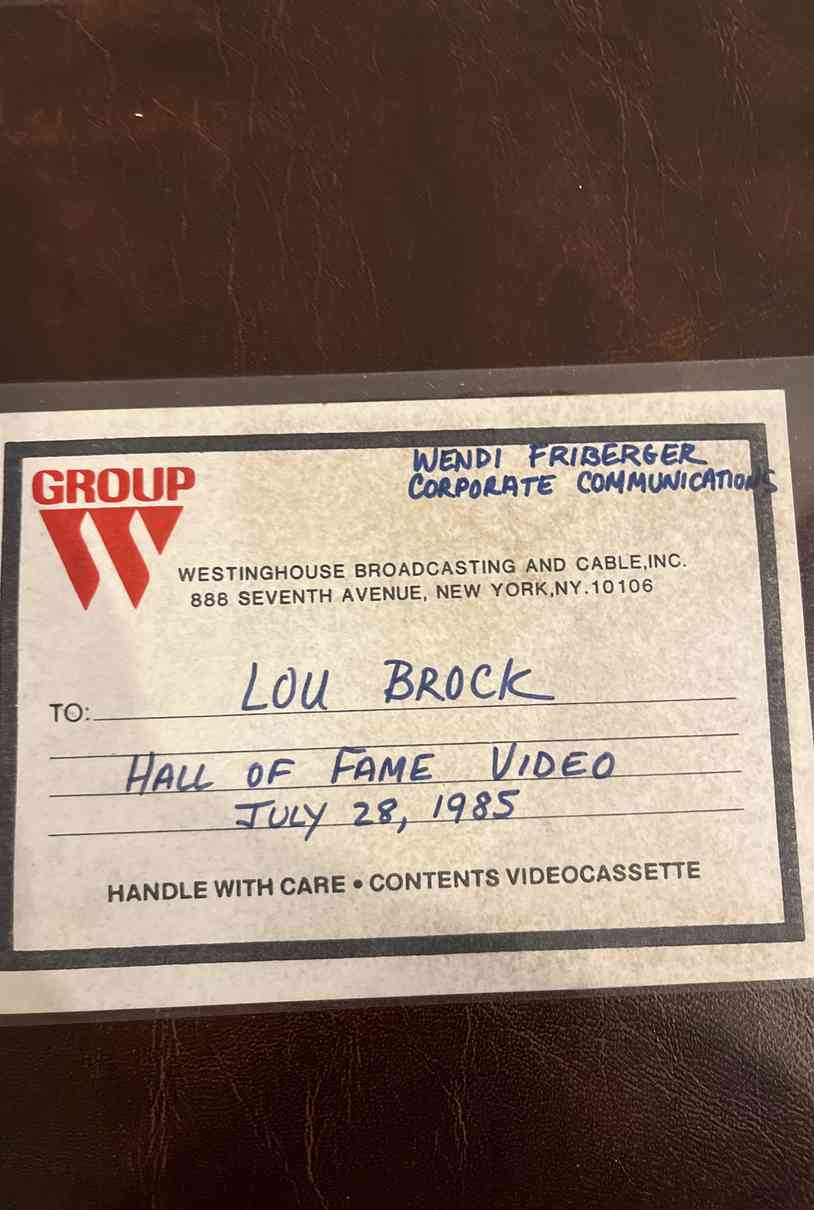 WENDI FRIBERGER
CORPORATE COMMUNICATIONS
GROUP
W
WESTINGHOUSE BROADCASTING AND CABLE,INC.
888 SEVENTH AVENUE, NEW YORK,NY.10106
TO: LOU BROCK
HALL OF FAME VIDEO
JULY 28, 1985
HANDLE WITH CARE • CONTENTS VIDEOCASSETTE